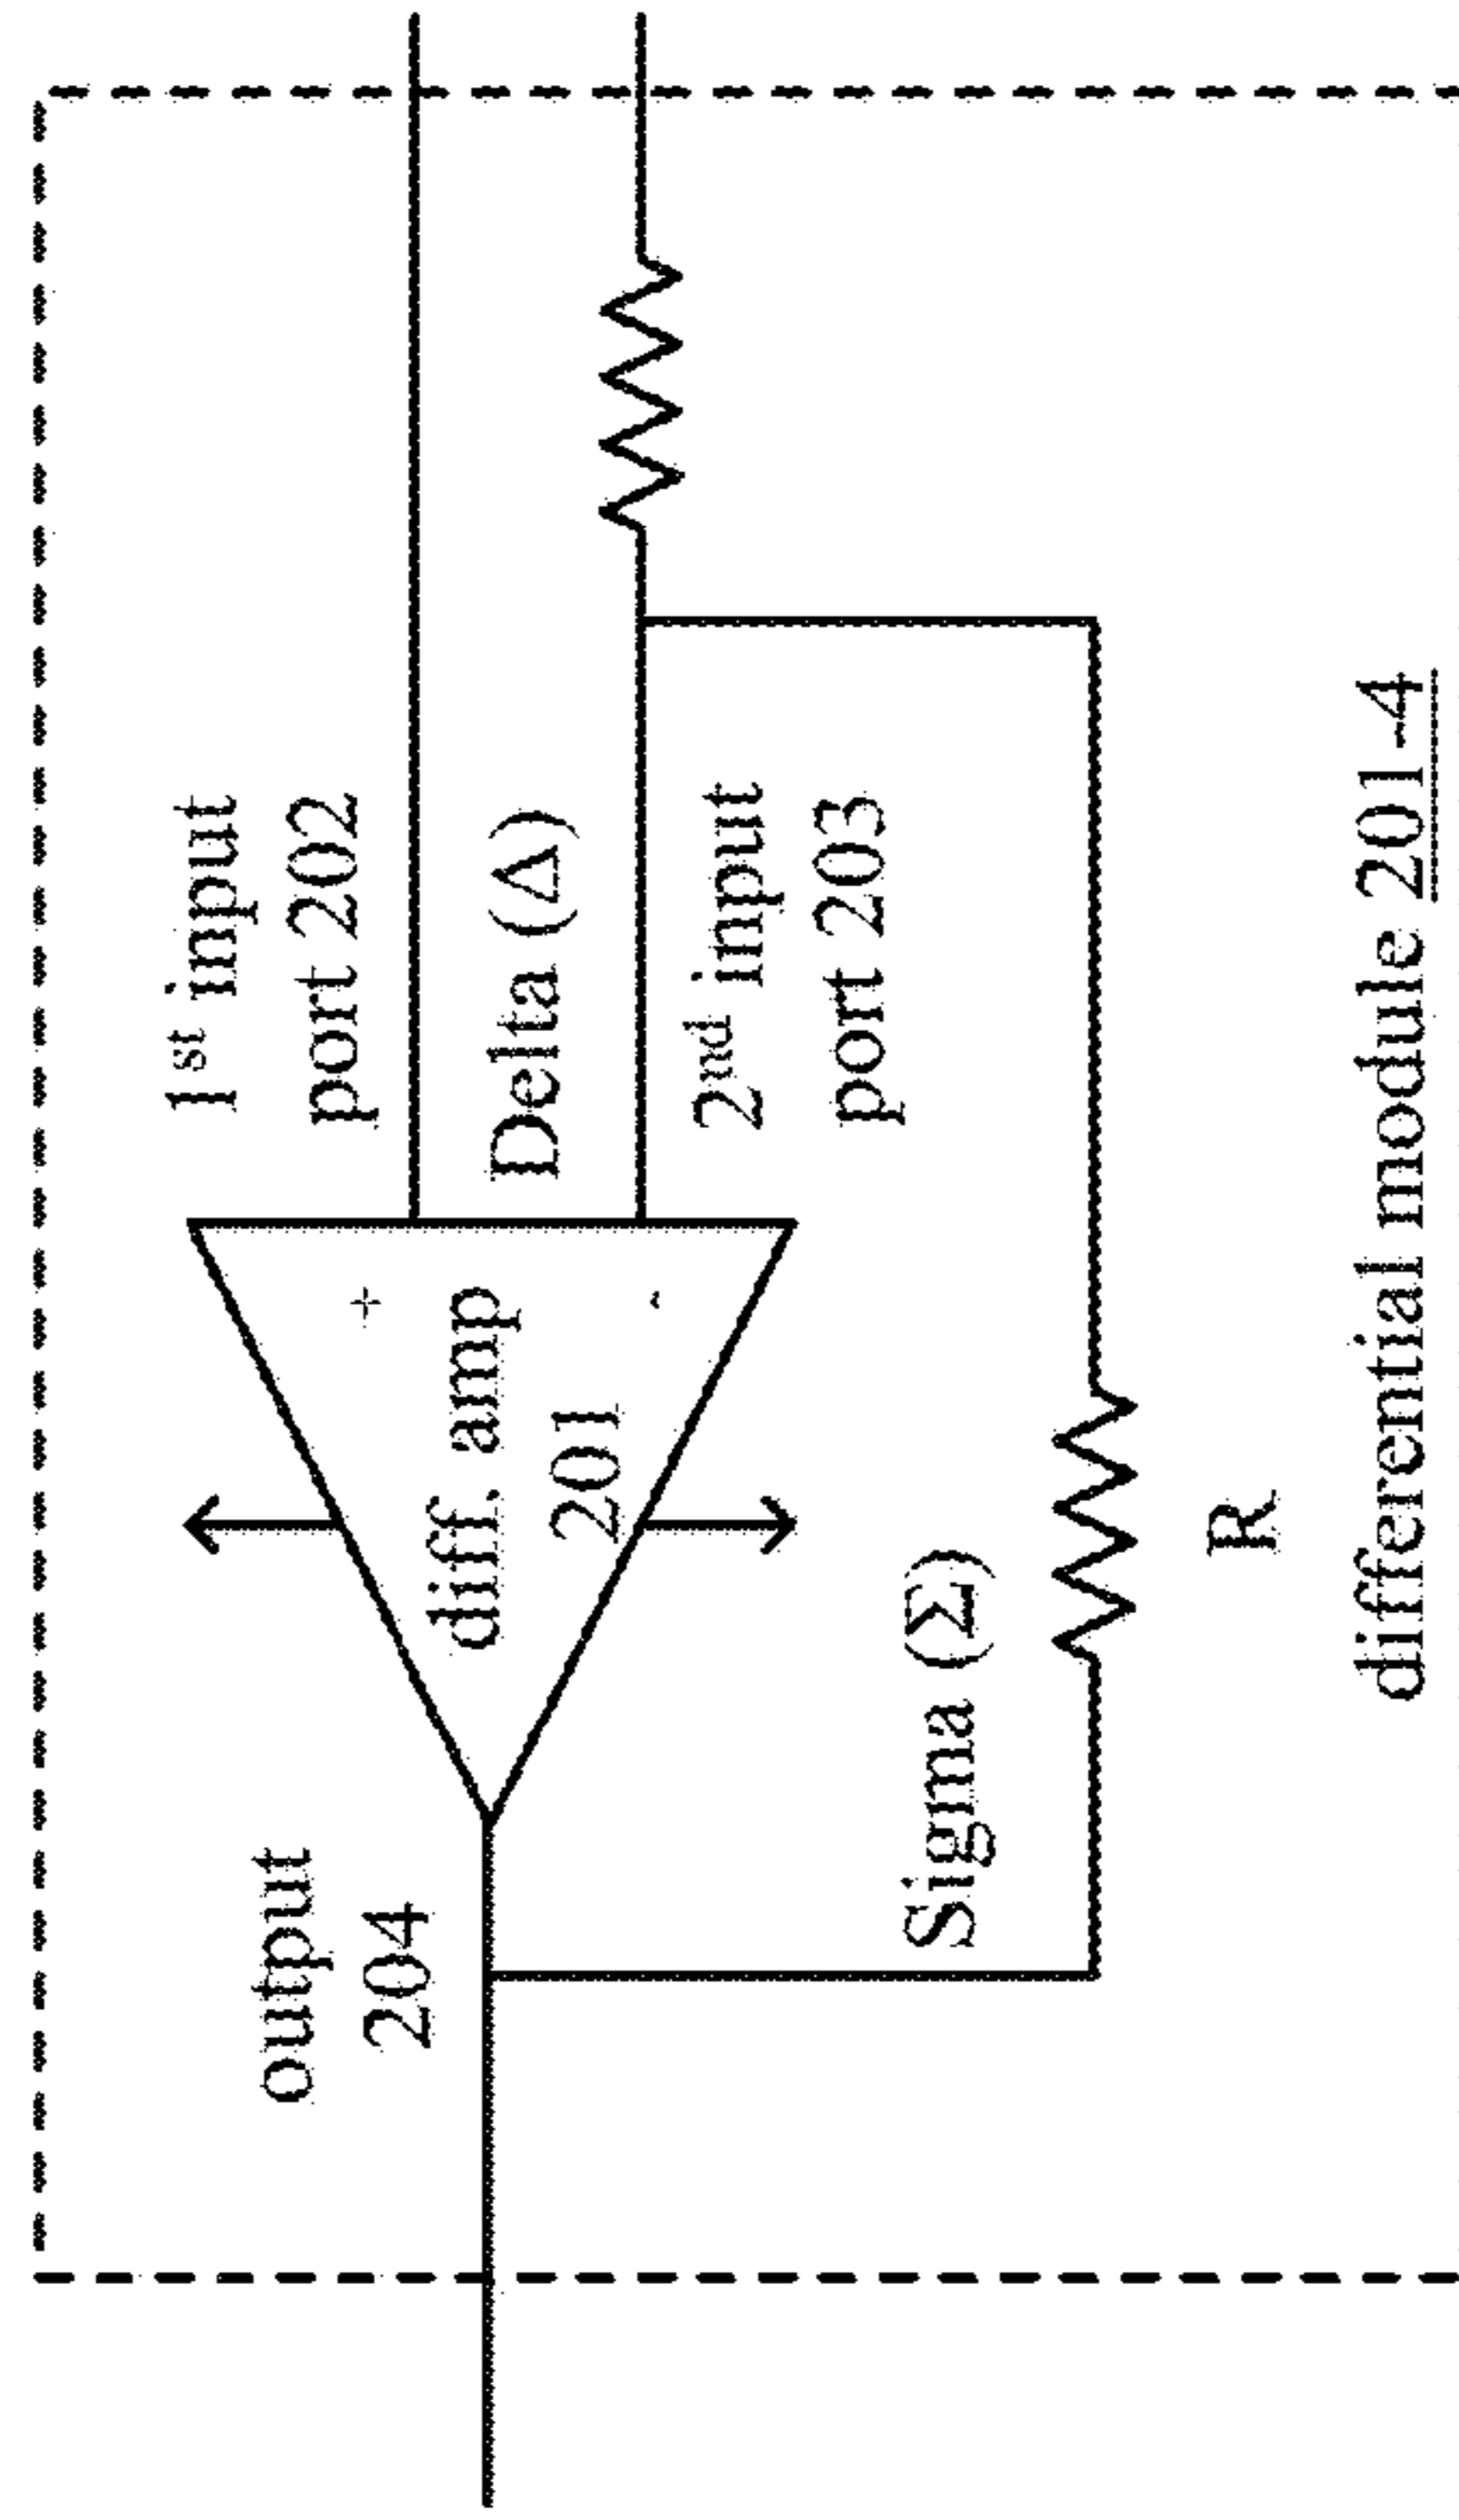 output
204
diff. amp
201
+
-
1st input
port 202
Delta (Δ)
2nd input
port 203
Sigma (Σ)
R
differential module 201-4